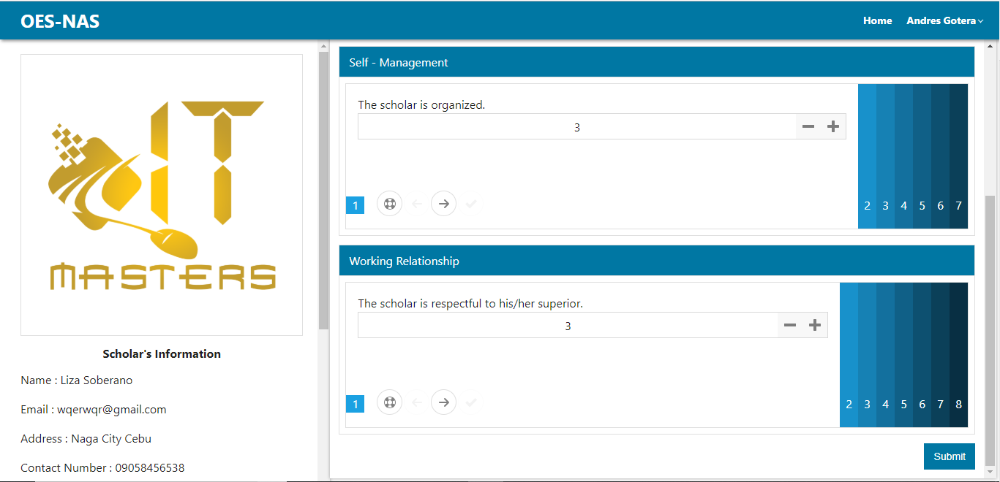 OES-NAS
Home
Andres Gotera
IT
MASTERS
Scholar's Information
Name : Liza Soberano
Email : wqerwqr@gmail.com
Address : Naga City Cebu
Contact Number : 09058456538
Self - Management
The scholar is organized.
3
1
2 3 4 5 6 7
Working Relationship
The scholar is respectful to his/her superior.
3
1
2 3 4 5 6 7 8
Submit